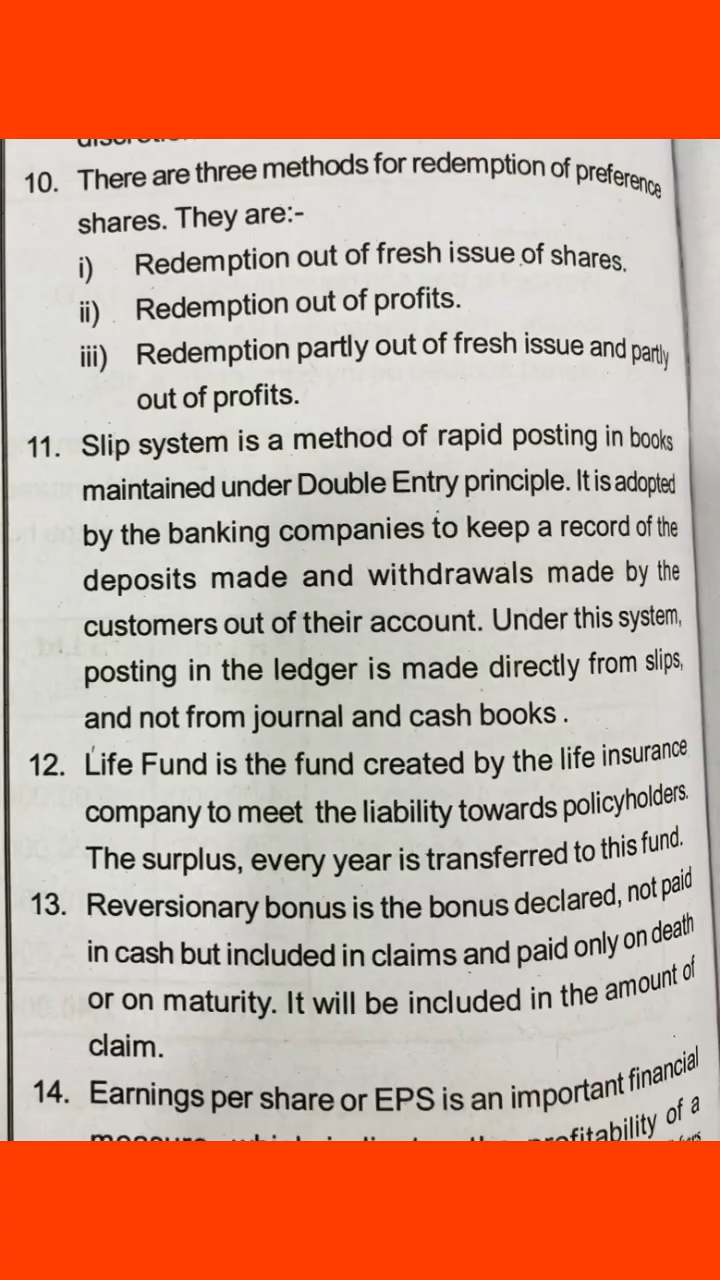 10. There are three methods for redemption of preference
shares. They are:-
i) Redemption out of fresh issue of shares.
ii) Redemption out of profits.
iii) Redemption partly out of fresh issue and partly
out of profits.
11. Slip system is a method of rapid posting in books
maintained under Double Entry principle. It is adopted
by the banking companies to keep a record of the
deposits made and withdrawals made by the
customers out of their account. Under this system,
posting in the ledger is made directly from slips,
and not from journal and cash books .
12. Life Fund is the fund created by the life insurance
company to meet the liability towards policyholders.
The surplus, every year is transferred to this fund.
13. Reversionary bonus is the bonus declared, not paid
in cash but included in claims and paid only on death
or on maturity. It will be included in the amount of
claim.
14. Earnings per share or EPS is an important financial
profitability of a